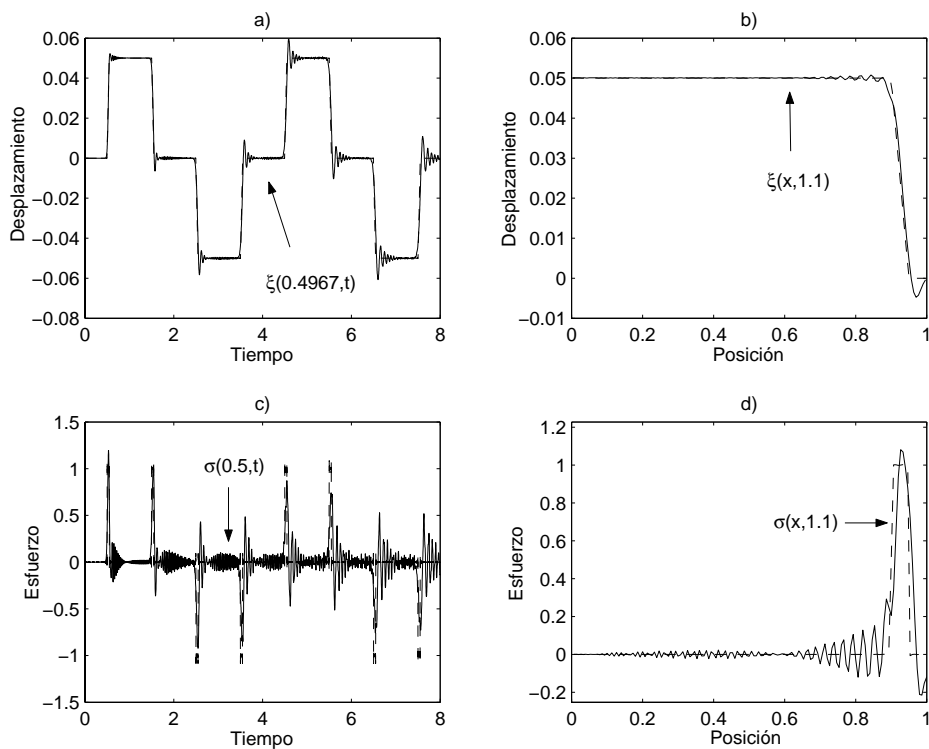 a)
0.06
0.04
0.02
0
−0.02
−0.04
−0.06
−0.08
Desplazamiento
ξ(0.4967,t)
0 2 4 6 8
Tiempo
b)
0.06
0.05
0.04
0.03
0.02
0.01
0
−0.01
Desplazamiento
ξ(x,1.1)
0 0.2 0.4 0.6 0.8 1
Posición
c)
1.5
1
0.5
0
−0.5
−1
−1.5
Esfuerzo
σ(0.5,t)
0 2 4 6 8
Tiempo
d)
1.2
1
0.8
0.6
0.4
0.2
0
−0.2
Esfuerzo
σ(x,1.1)
0 0.2 0.4 0.6 0.8 1
Posición